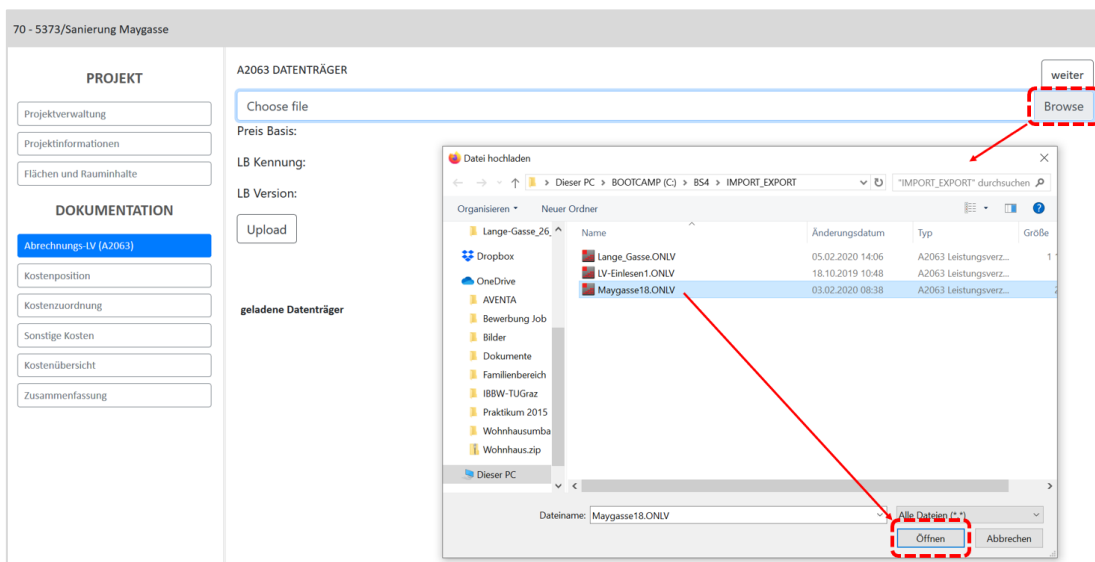 70 - 5373/Sanierung Maygasse
PROJEKT
Projektverwaltung
Projektinformationen
Flächen und Rauminhalte
DOKUMENTATION
Abrechnungs-LV (A2063)
Kostenposition
Kostenzuordnung
Sonstige Kosten
Kostenübersicht
Zusammenfassung
A2063 DATENTRÄGER
weiter
Choose file
Browse
Preis Basis:
LB Kennung:
LB Version:
Upload
geladene Datenträger
Datei hochladen
Dieser PC > BOOTCAMP (C:) > BS4 > IMPORT_EXPORT
"IMPORT_EXPORT" durchsuchen
Organisieren
Neuer Ordner
Lange-Gasse_26_
Dropbox
OneDrive
AVENTA
Bewerbung Job
Bilder
Dokumente
Familienbereich
IBBW-TUGraz
Praktikum 2015
Wohnhausumba
Wohnhaus.zip
Dieser PC
Name Änderungsdatum Typ Größe
Lange_Gasse.ONLV 05.02.2020 14:06 A2063 Leistungsverz... 1
LV-Einlesen1.ONLV 18.10.2019 10:48 A2063 Leistungsverz...
Maygasse18.ONLV 03.02.2020 08:38 A2063 Leistungsverz... 2
Dateiname: Maygasse18.ONLV
Alle Dateien (*.*)
Öffnen
Abbrechen